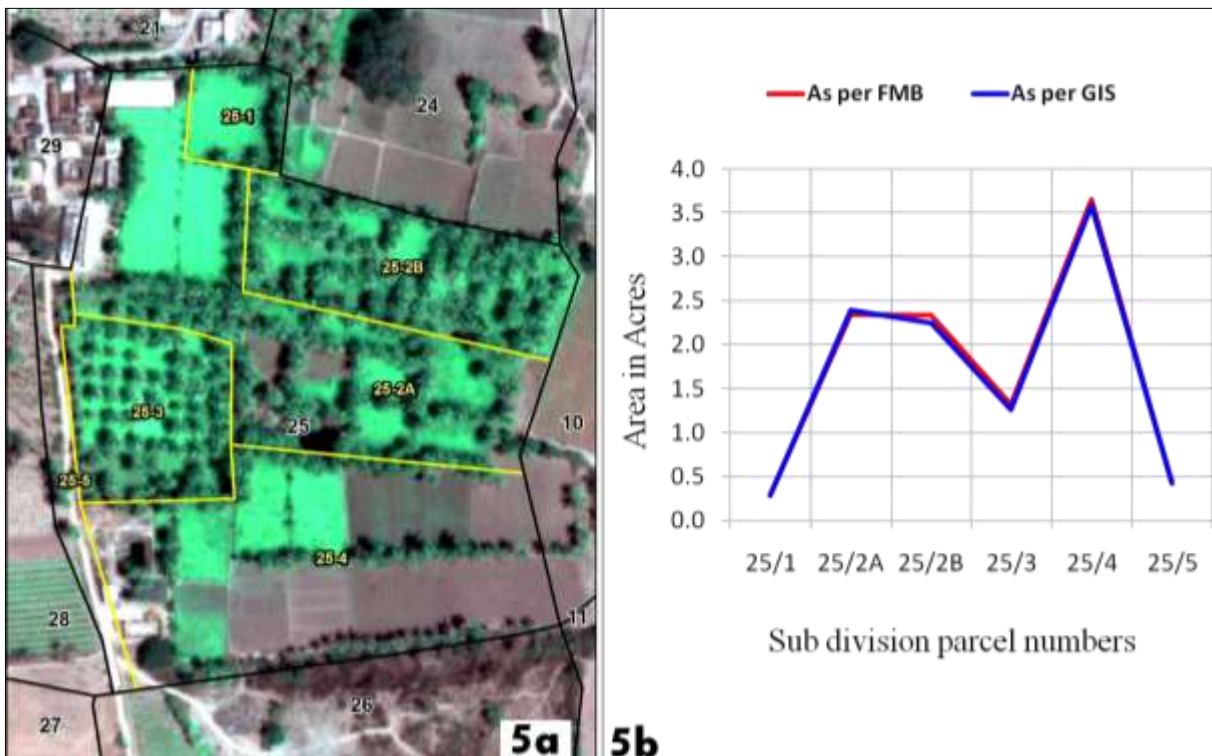 21
24
25-1
29
25-2B
25-2A
25-3
25
10
25-5
25-4
28
11
26
27
5a
5b
As per FMB As per GIS
Area in Acres
4.0
3.5
3.0
2.5
2.0
1.5
1.0
0.5
0.0
25/1 25/2A 25/2B 25/3 25/4 25/5
Sub division parcel numbers